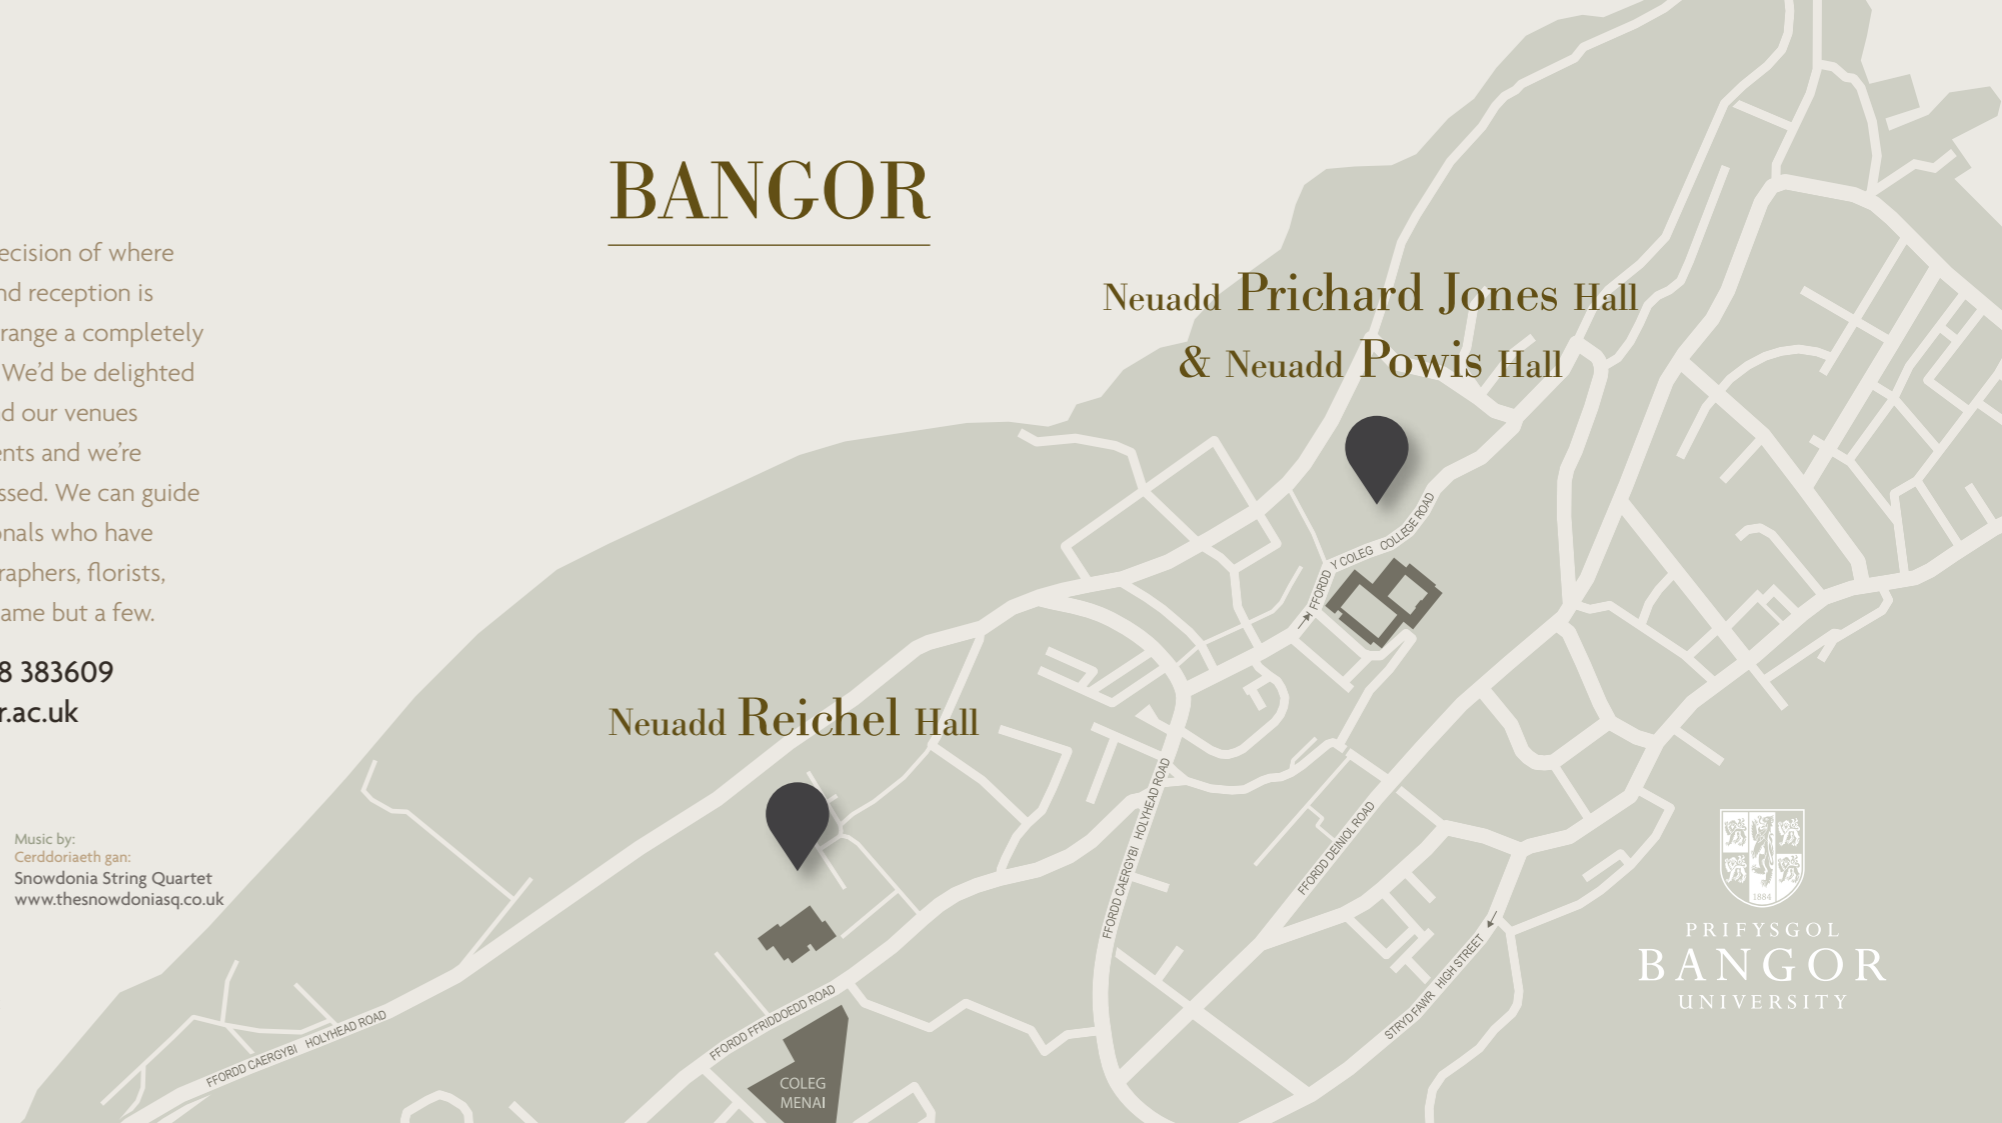 ecision of where
nd reception is
range a completely
We'd be delighted
d our venues
ents and we're
ssed. We can guide
onals who have
raphers, florists,
ame but a few.
8 383609
r.ac.uk
Music by:
Cerddoriaeth gan:
Snowdonia String Quartet
www.thesnowdoniasq.co.uk
BANGOR
Neuadd Prichard Jones Hall
& Neuadd Powis Hall
FFORDD Y COLEG COLLEGE ROAD
Neuadd Reichel Hall
FFORDD CAERGYBI HOLYHEAD ROAD
FFORDD DEINIOL ROAD
STRYD FAWR HIGH STREET
FFORDD FFRIDDOEDD ROAD
FFORDD CAERGYBI HOLYHEAD ROAD
COLEG
MENAI
1884
PRIFYSGOL
BANGOR
UNIVERSITY